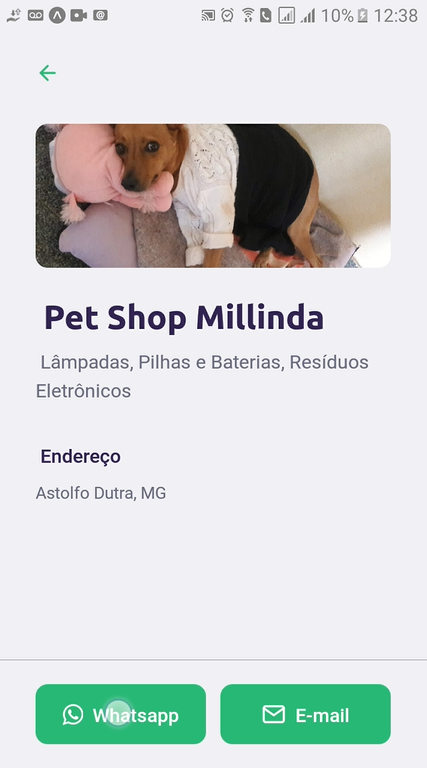 10% 12:38
Pet Shop Millinda
Lâmpadas, Pilhas e Baterias, Resíduos
Eletrônicos
Endereço
Astolfo Dutra, MG
Whatsapp
E-mail